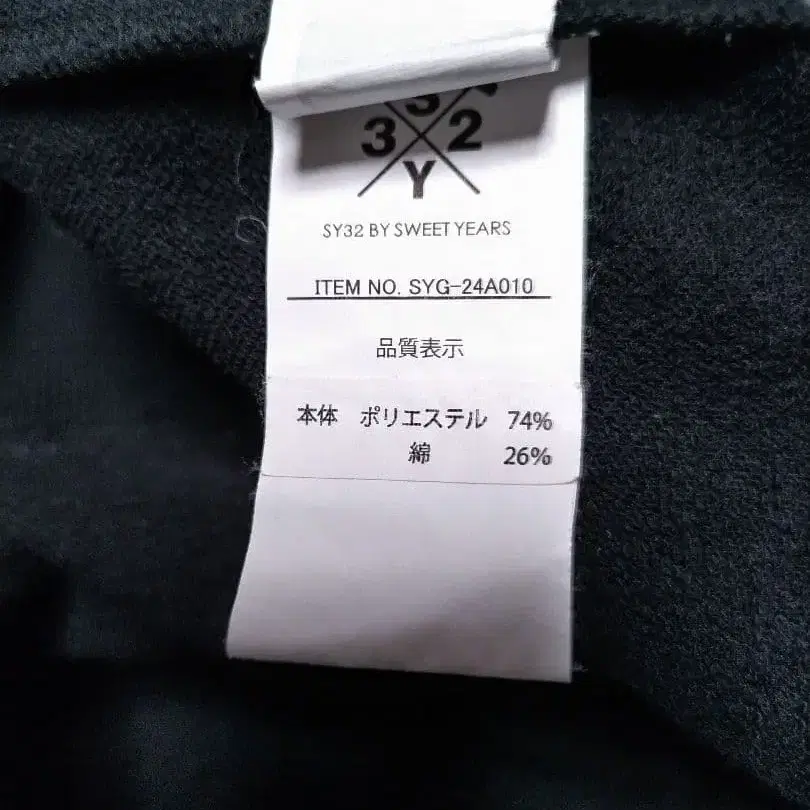 3 2
Y
SY32 BY SWEET YEARS
ITEM NO. SYG-24A010
品質表示
本体 ポリエステル 74%
綿 26%